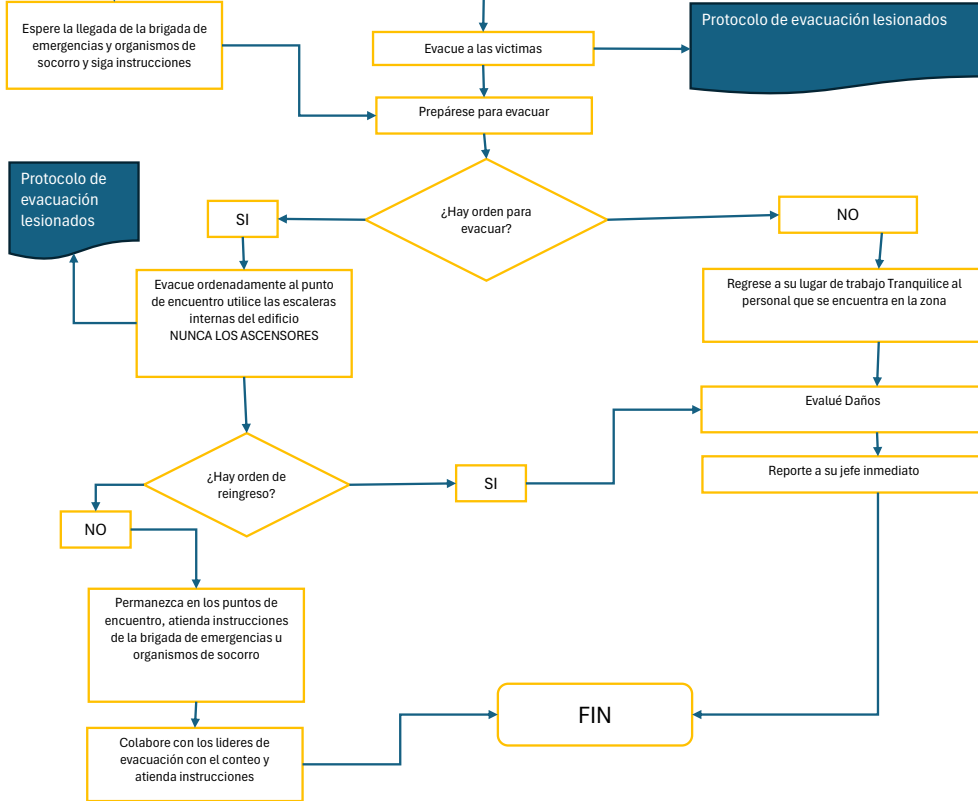 Espere la llegada de la brigada de
emergencias y organismos de
socorro y siga instrucciones
Evacue a las victimas
Protocolo de evacuación lesionados
Prepárese para evacuar
Protocolo de
evacuación
lesionados
¿Hay orden para
evacuar?
SI
NO
Evacue ordenadamente al punto
de encuentro utilice las escaleras
internas del edificio
NUNCA LOS ASCENSORES
Regrese a su lugar de trabajo Tranquilice al
personal que se encuentra en la zona
Evalué Daños
¿Hay orden de
reingreso?
SI
Reporte a su jefe inmediato
NO
Permanezca en los puntos de
encuentro, atienda instrucciones
de la brigada de emergencias u
organismos de socorro
FIN
Colabore con los lideres de
evacuación con el conteo y
atienda instrucciones